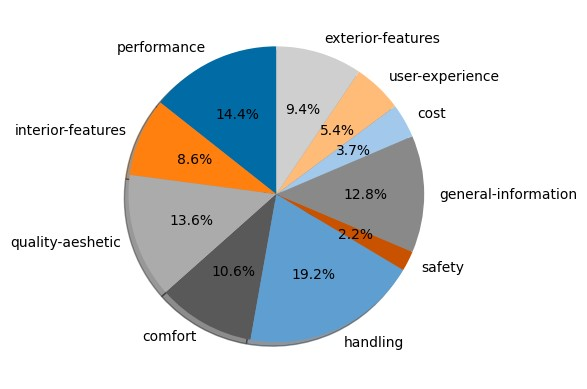 performance
14.4%
interior-features
8.6%
quality-aeshetic
13.6%
comfort
10.6%
handling
19.2%
safety
2.2%
general-information
12.8%
cost
3.7%
user-experience
5.4%
exterior-features
9.4%